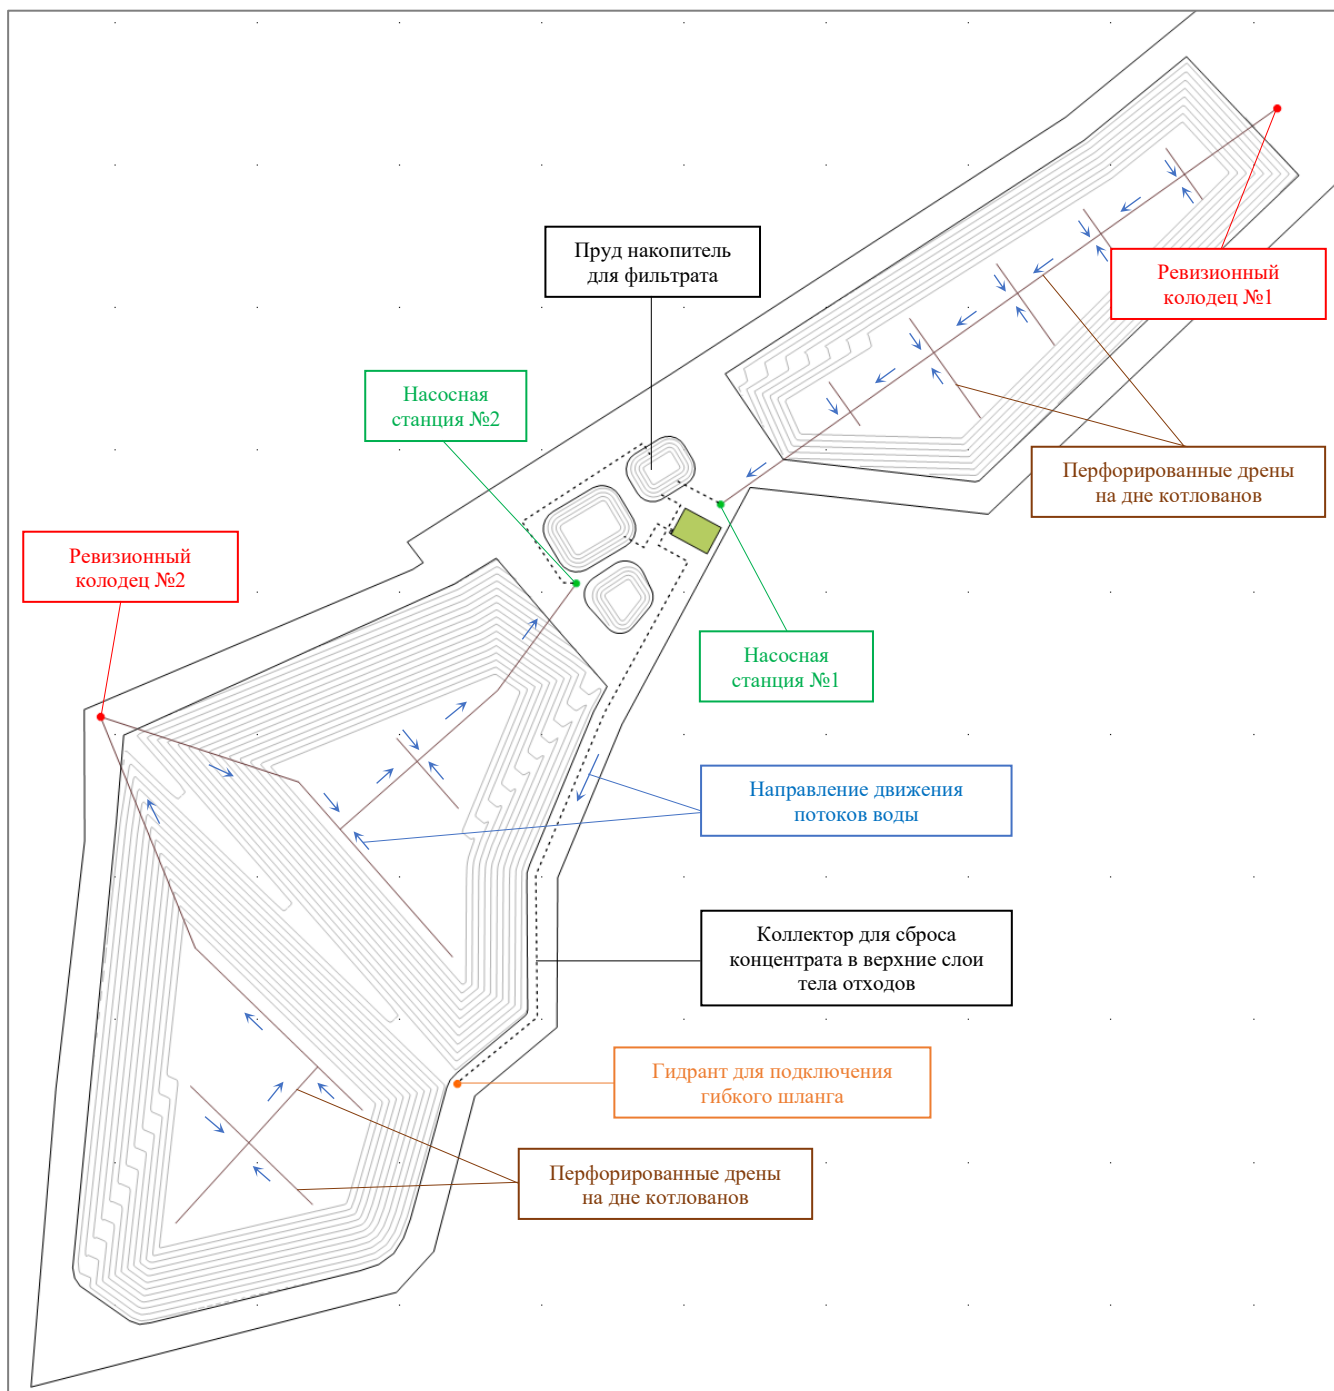 Пруд накопитель
для фильтрата
Ревизионный
колодец №1
Насосная
станция №2
Перфорированные дрены
на дне котлованов
Ревизионный
колодец №2
Насосная
станция №1
Направление движения
потоков воды
Коллектор для сброса
концентрата в верхние слои
тела отходов
Гидрант для подключения
гибкого шланга
Перфорированные дрены
на дне котлованов